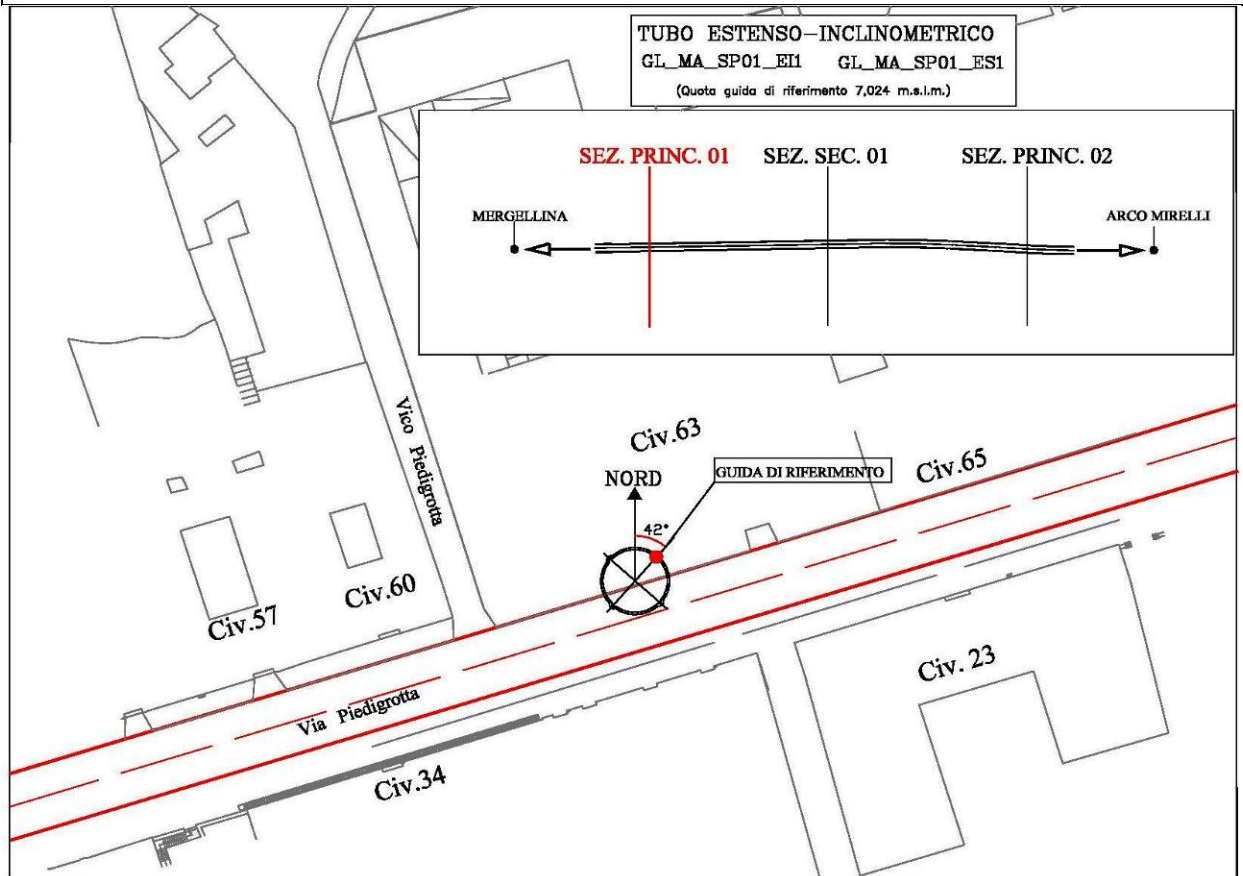 TUBO ESTENSO-INCLINOMETRICO
GL_MA_SP01_EI1 GL_MA_SP01_ES1
(Quota guida di riferimento 7,024 m.s.l.m.)
SEZ. PRINC. 01 SEZ. SEC. 01 SEZ. PRINC. 02
MERGELLINA ARCO MIRELLI
Vico Piedigrotta
Civ.63
Civ.65
NORD
GUIDA DI RIFERIMENTO
42°
Civ.60
Civ.57
Civ. 23
Via Piedigrotta
Civ.34